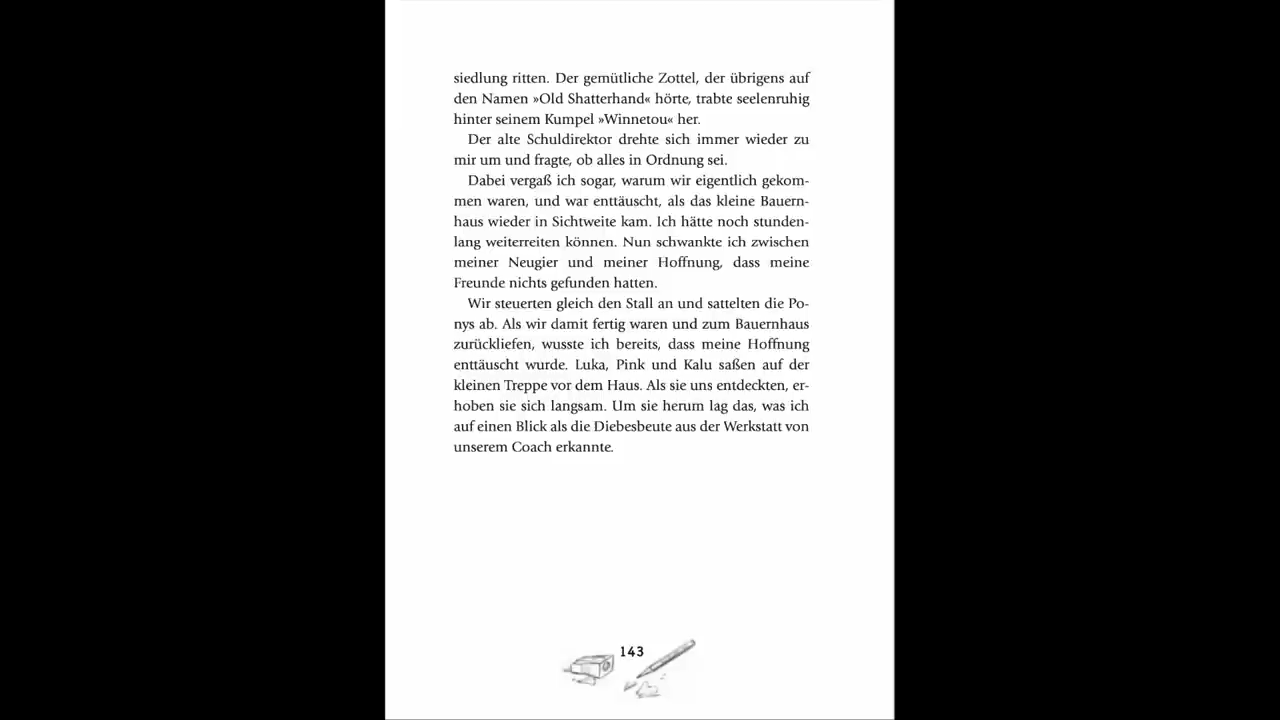 siedlung ritten. Der gemütliche Zottel, der übrigens auf
den Namen »Old Shatterhand« hörte, trabte seelenruhig
hinter seinem Kumpel »Winnetou« her.
Der alte Schuldirektor drehte sich immer wieder zu
mir um und fragte, ob alles in Ordnung sei.
Dabei vergaß ich sogar, warum wir eigentlich gekom-
men waren, und war enttäuscht, als das kleine Bauern-
haus wieder in Sichtweite kam. Ich hätte noch stunden-
lang weiterreiten können. Nun schwankte ich zwischen
meiner Neugier und meiner Hoffnung, dass meine
Freunde nichts gefunden hatten.
Wir steuerten gleich den Stall an und sattelten die Po-
nys ab. Als wir damit fertig waren und zum Bauernhaus
zurückliefen, wusste ich bereits, dass meine Hoffnung
enttäuscht wurde. Luka, Pink und Kalu saßen auf der
kleinen Treppe vor dem Haus. Als sie uns entdeckten, er-
hoben sie sich langsam. Um sie herum lag das, was ich
auf einen Blick als die Diebesbeute aus der Werkstatt von
unserem Coach erkannte.
143